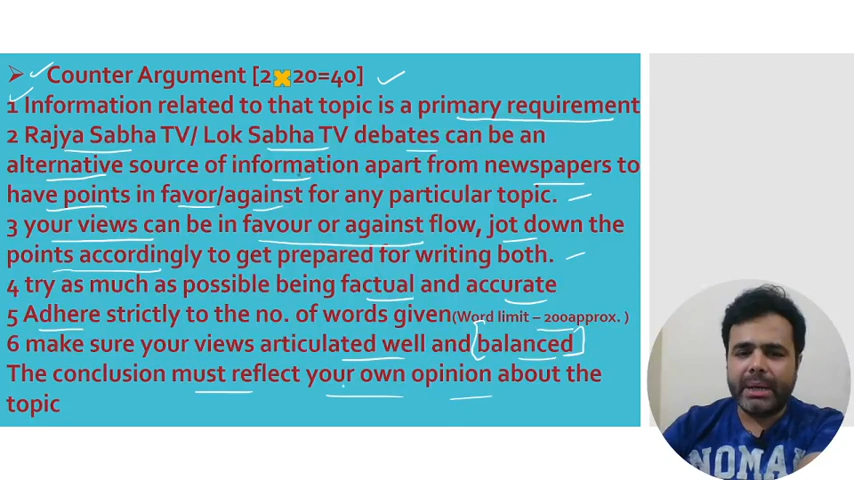 ➤ Counter Argument [2×20=40]
1 Information related to that topic is a primary requirement
2 Rajya Sabha TV/ Lok Sabha TV debates can be an
alternative source of information apart from newspapers to
have points in favor/against for any particular topic.
3 your views can be in favour or against flow, jot down the
points accordingly to get prepared for writing both.
4 try as much as possible being factual and accurate
5 Adhere strictly to the no. of words given(Word limit – 200approx. )
6 make sure your views articulated well and balanced
The conclusion must reflect your own opinion about the
topic
NOMA